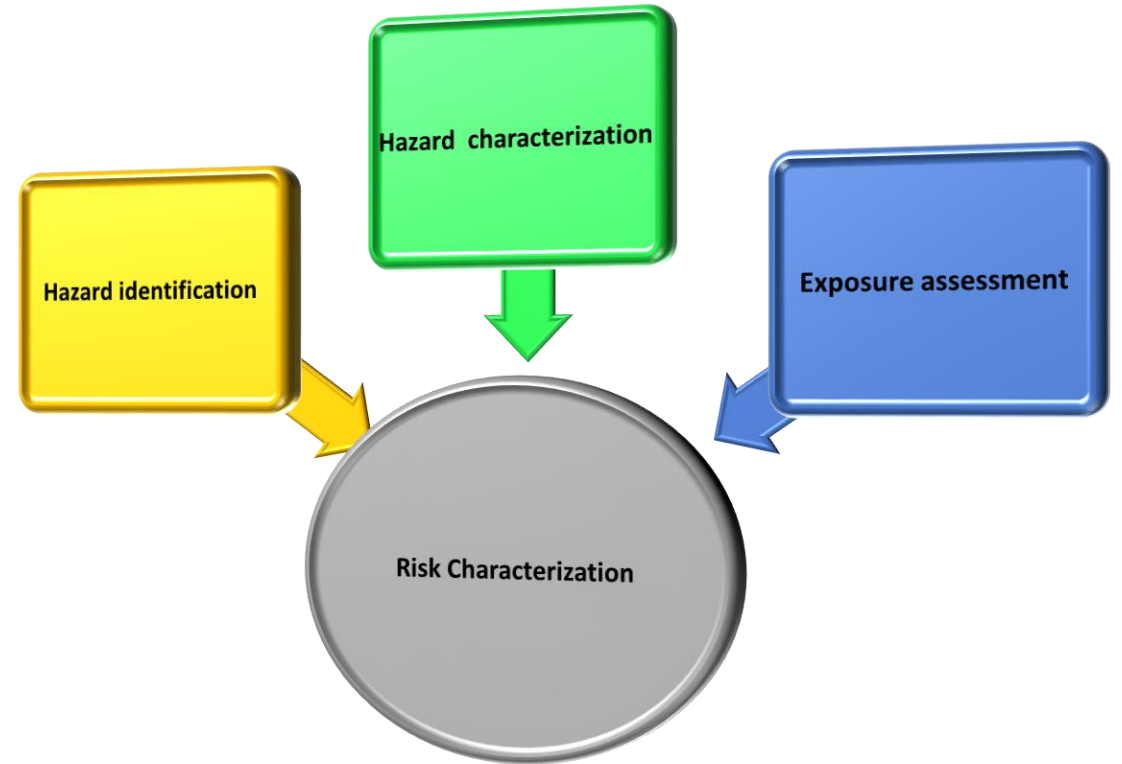 Hazard characterization
Hazard identification
Exposure assessment
Risk Characterization